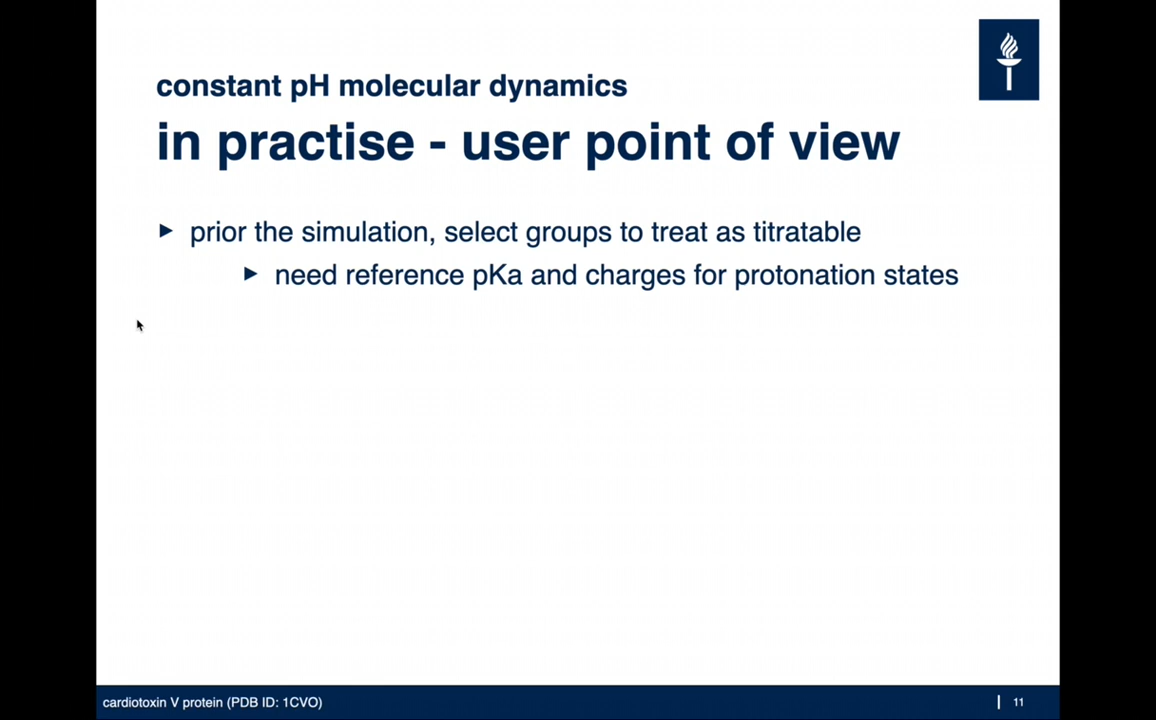 constant pH molecular dynamics
in practise - user point of view
prior the simulation, select groups to treat as titratable
need reference pKa and charges for protonation states
cardiotoxin V protein (PDB ID: 1CVO)
11